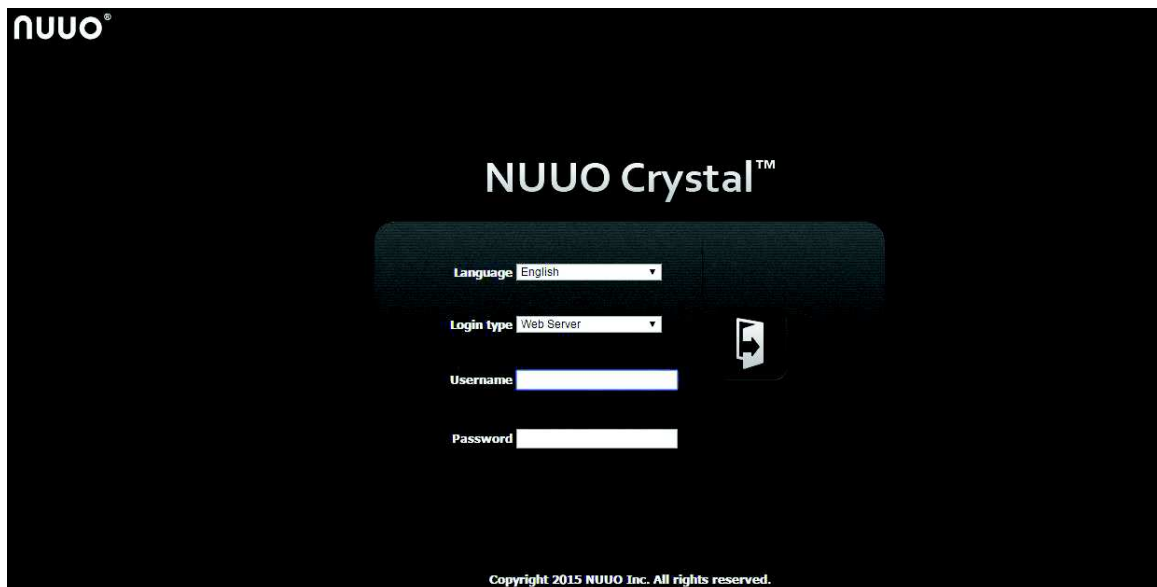 NUUO®
NUUO Crystal™
Language English
Login type Web Server
Username
Password
Copyright 2015 NUUO Inc. All rights reserved.